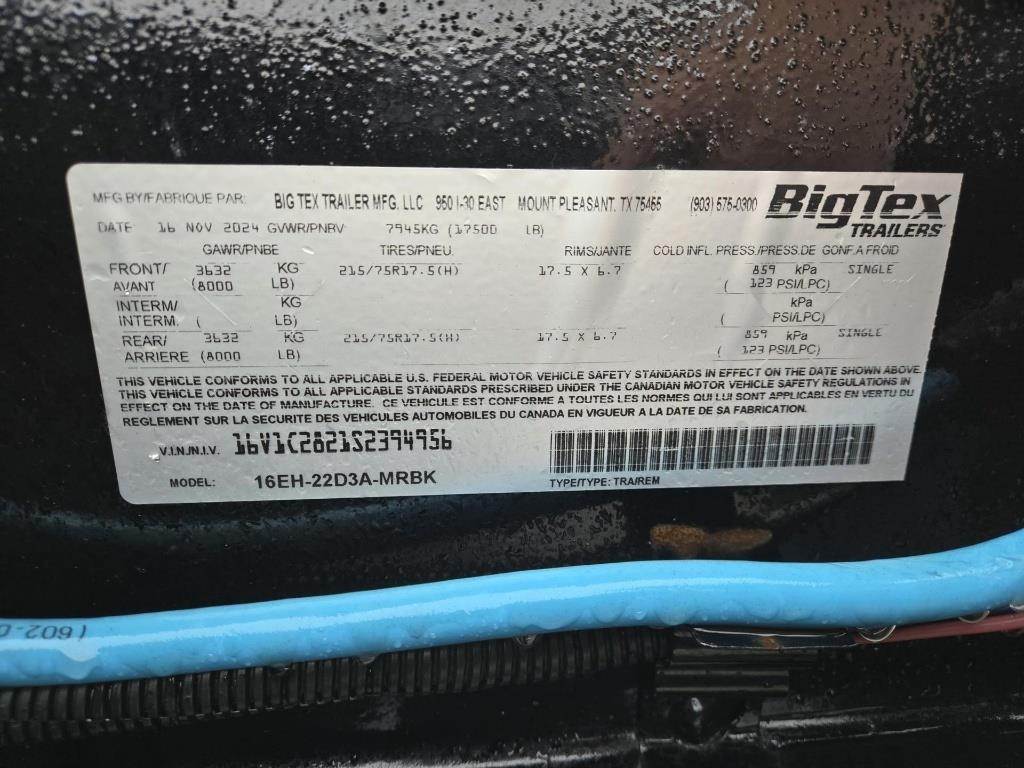 MFG BY/FABRIQUE PAR: BIG TEX TRAILER MFG. LLC 950 I-30 EAST MOUNT PLEASANT, TX 75455 (903) 575-0300 BigTex
TRAILERS
DATE 16 NOV 2024 GVWR/PNBV 7945KG (17500 LB)
GAWR/PNBE TIRES/PNEU. RIMS/JANTE COLD INFL. PRESS./PRESS.DE GONF.A FROID
FRONT/ 3632 KG 215/75R17.5(H) 17.5 X 6.7 859 kPa SINGLE
AVANT (8000 LB) ( 123 PSI/LPC)
INTERM/ KG kPa
INTERM. ( LB) ( PSI/LPC)
REAR/ 3632 KG 215/75R17.5(H) 17.5 X 6.7 859 kPa SINGLE
ARRIERE (8000 LB) ( 123 PSI/LPC)
THIS VEHICLE CONFORMS TO ALL APPLICABLE U.S. FEDERAL MOTOR VEHICLE SAFETY STANDARDS IN EFFECT ON THE DATE SHOWN ABOVE.
THIS VEHICLE CONFORMS TO ALL APPLICABLE STANDARDS PRESCRIBED UNDER THE CANADIAN MOTOR VEHICLE SAFETY REGULATIONS IN
EFFECT ON THE DATE OF MANUFACTURE. CE VEHICULE EST CONFORME A TOUTES LES NORMES QUI LUI SONT APPLICABLES EN VERTU DU
REGLEMENT SUR LA SECURITE DES VEHICULES AUTOMOBILES DU CANADA EN VIGUEUR A LA DATE DE SA FABRICATION.
V.I.N./N.I.V. 16V1C2821S2394956
MODEL: 16EH-22D3A-MRBK TYPE/TYPE: TRA/REM